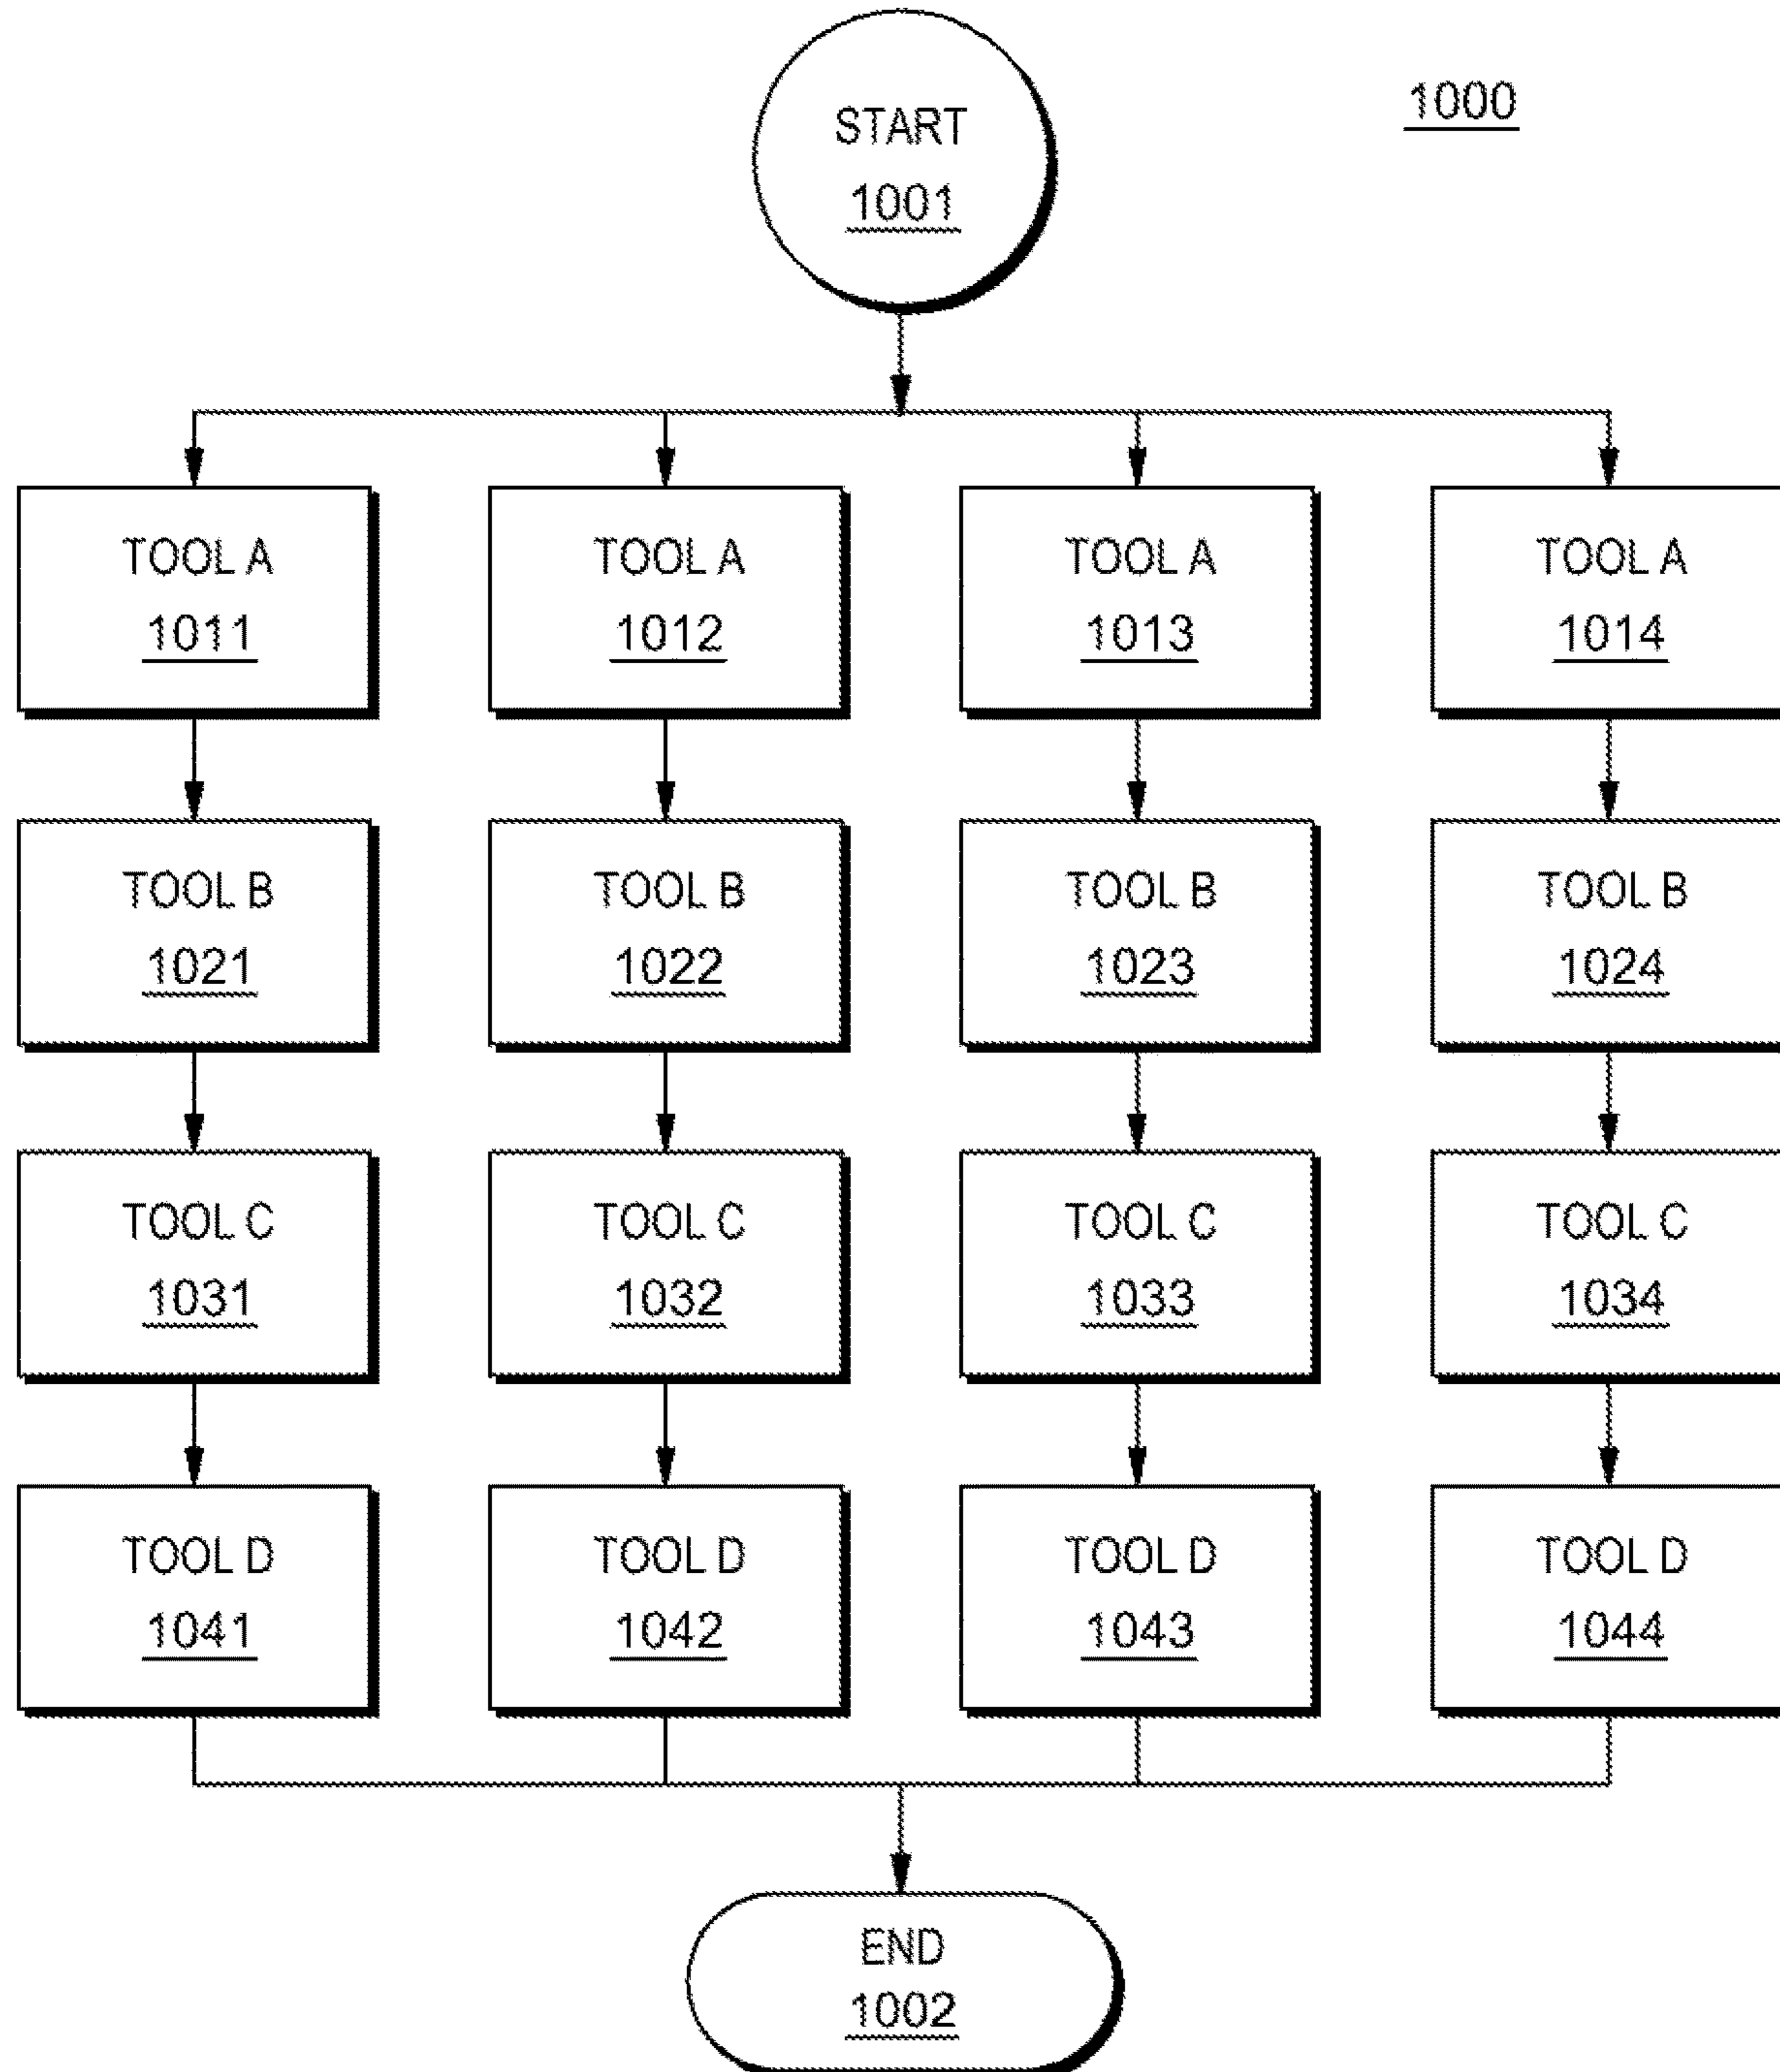 START
1001
1000
TOOL A
1011
TOOL A
1012
TOOL A
1013
TOOL A
1014
TOOL B
1021
TOOL B
1022
TOOL B
1023
TOOL B
1024
TOOL C
1031
TOOL C
1032
TOOL C
1033
TOOL C
1034
TOOL D
1041
TOOL D
1042
TOOL D
1043
TOOL D
1044
END
1002